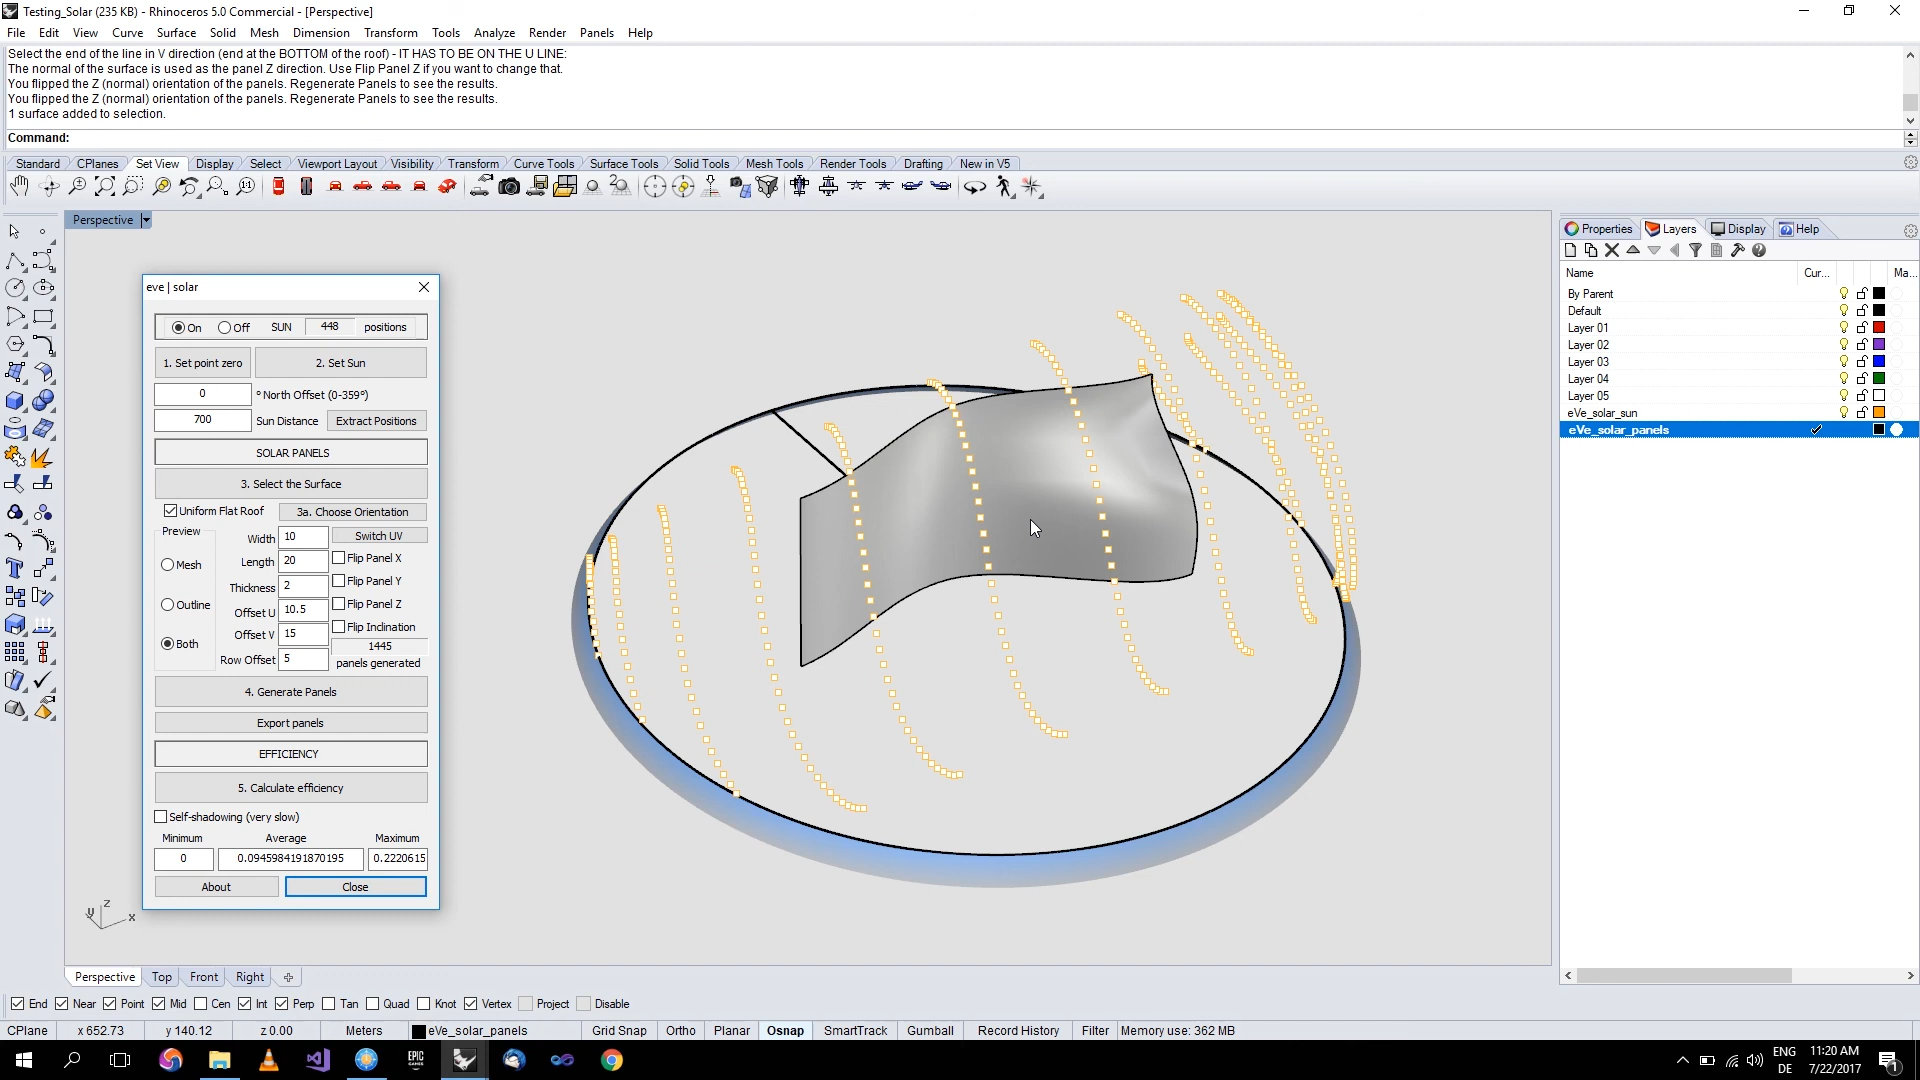 Testing_Solar (235 KB) - Rhinoceros 5.0 Commercial - [Perspective]
File Edit View Curve Surface Solid Mesh Dimension Transform Tools Analyze Render Panels Help
Select the end of the line in V direction (end at the BOTTOM of the roof) - IT HAS TO BE ON THE U LINE:
The normal of the surface is used as the panel Z direction. Use Flip Panel Z if you want to change that.
You flipped the Z (normal) orientation of the panels. Regenerate Panels to see the results.
You flipped the Z (normal) orientation of the panels. Regenerate Panels to see the results.
1 surface added to selection.
Command:
Standard CPlanes Set View Display Select Viewport Layout Visibility Transform Curve Tools Surface Tools Solid Tools Mesh Tools Render Tools Drafting New in V5
Perspective
Properties Layers Display Help
Name Cur... Ma...
By Parent
Default
Layer 01
Layer 02
Layer 03
Layer 04
Layer 05
eVe_solar_sun
eVe_solar_panels
eve | solar
On Off SUN 448 positions
1. Set point zero 2. Set Sun
0 ° North Offset (0-359°)
700 Sun Distance Extract Positions
SOLAR PANELS
3. Select the Surface
Uniform Flat Roof 3a. Choose Orientation
Preview
Width 10 Switch UV
Mesh Length 20 Flip Panel X
Thickness 2 Flip Panel Y
Outline Offset U 10.5 Flip Panel Z
Offset V 15 Flip Inclination
Both 1445
Row Offset 5 panels generated
4. Generate Panels
Export panels
EFFICIENCY
5. Calculate efficiency
Self-shadowing (very slow)
Minimum Average Maximum
0 0.0945984191870195 0.2220615
About Close
z
y
x
Perspective Top Front Right
End Near Point Mid Cen Int Perp Tan Quad Knot Vertex Project Disable
CPlane x 652.73 y 140.12 z 0.00 Meters eVe_solar_panels Grid Snap Ortho Planar Osnap SmartTrack Gumball Record History Filter Memory use: 362 MB
EPIC GAMES
ENG
DE
11:20 AM
7/22/2017
1